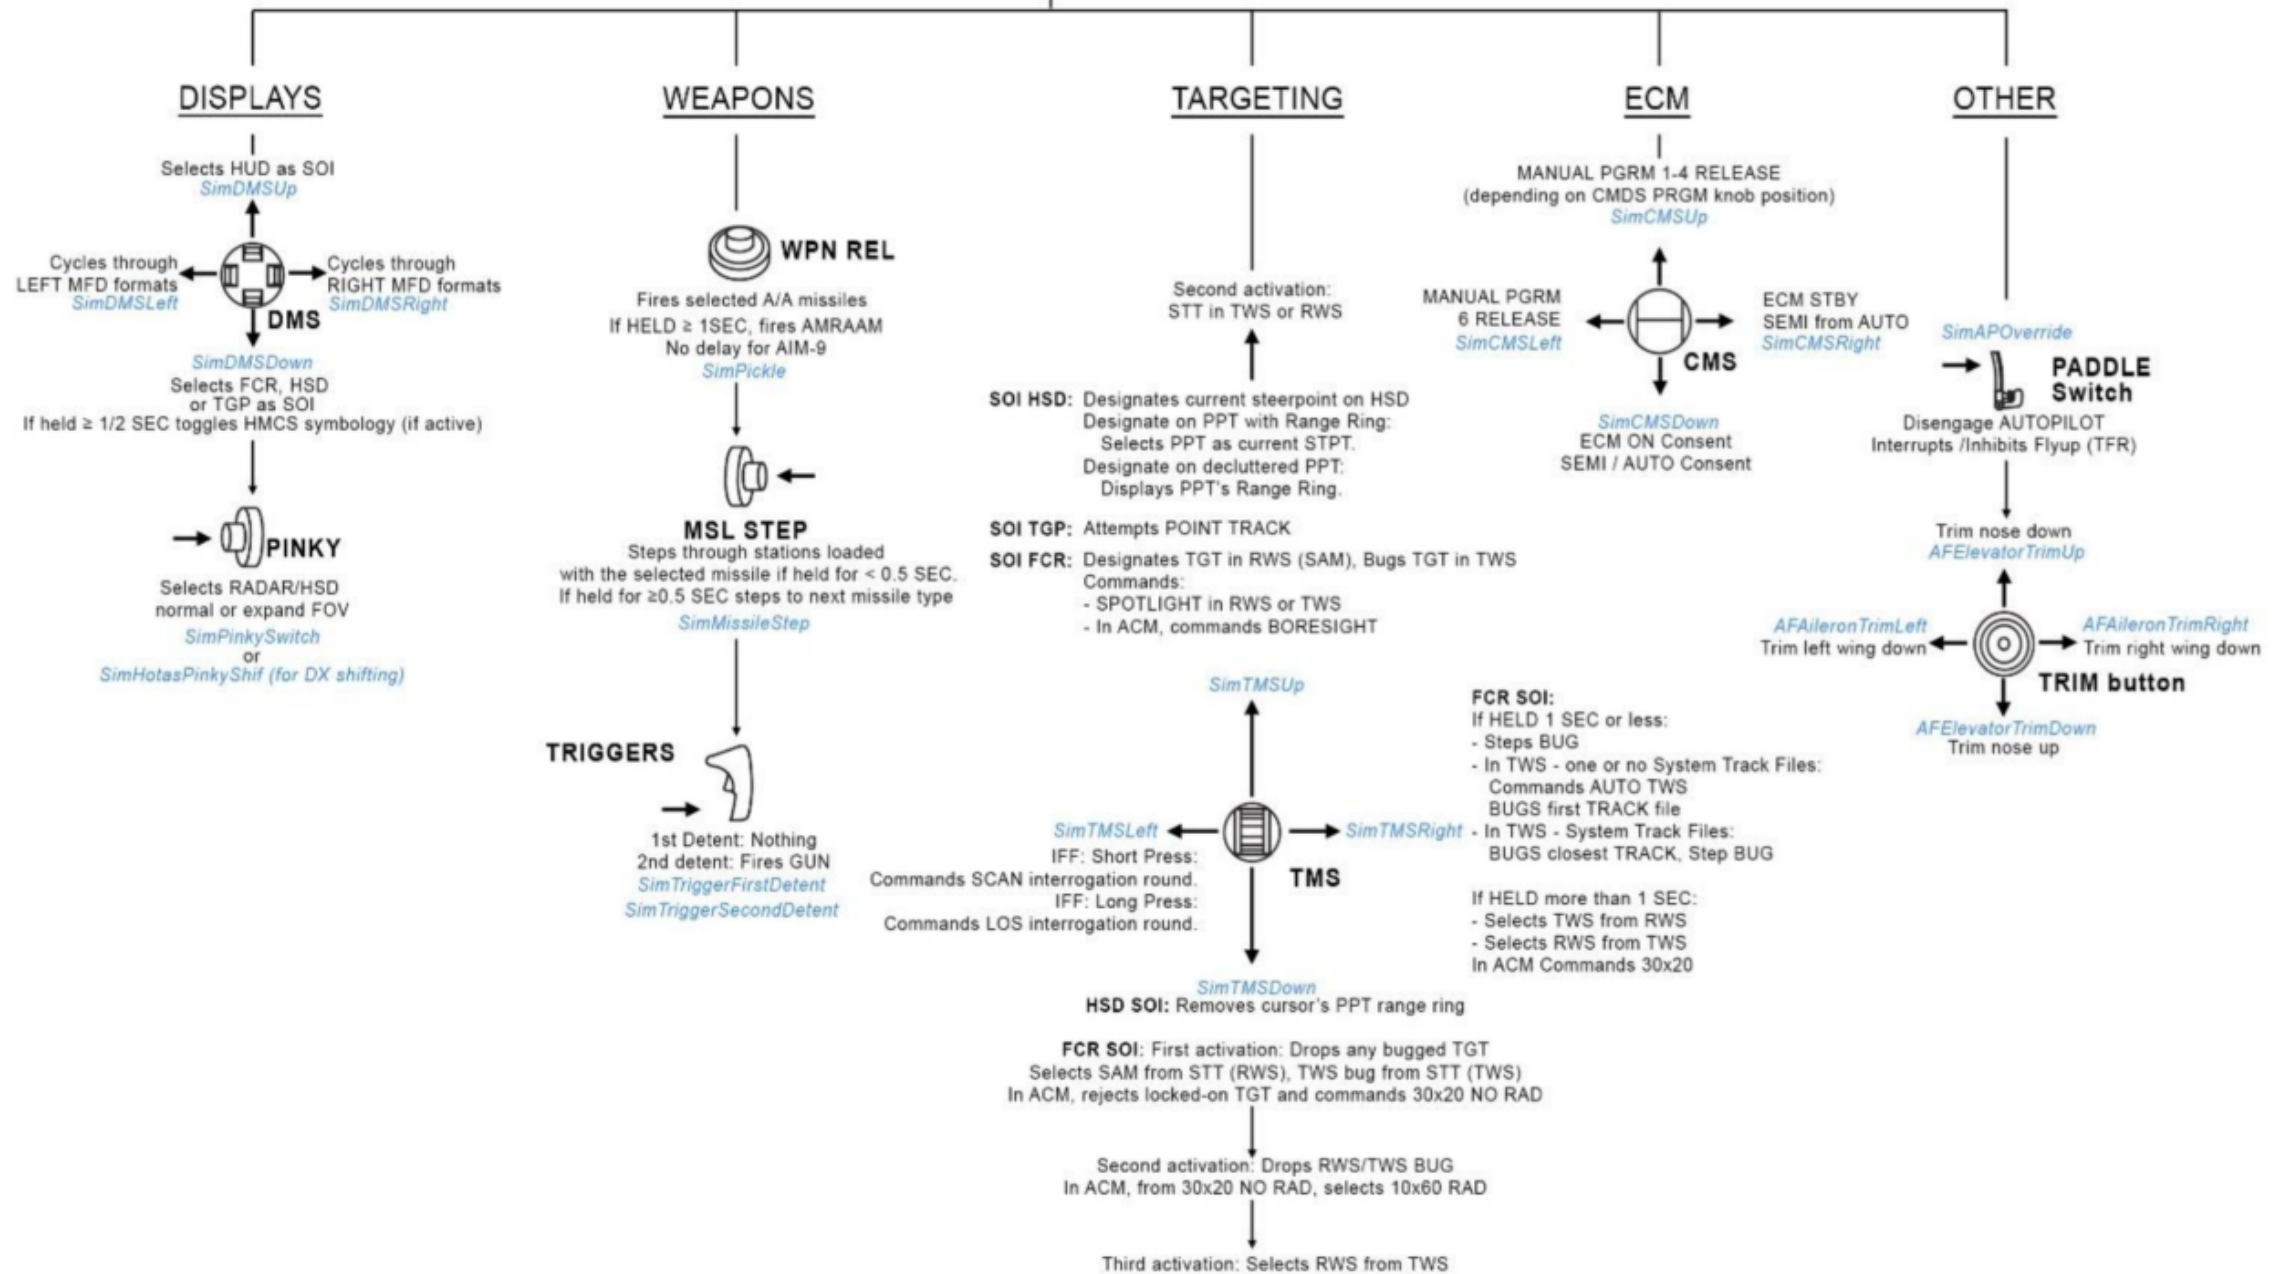 DISPLAYS
Selects HUD as SOI
SimDMSUp
Cycles through
LEFT MFD formats
SimDMSLeft
Cycles through
RIGHT MFD formats
SimDMSRight
DMS
SimDMSDown
Selects FCR, HSD
or TGP as SOI
If held ≥ 1/2 SEC toggles HMCS symbology (if active)
PINKY
Selects RADAR/HSD
normal or expand FOV
SimPinkySwitch
or
SimHotasPinkyShif (for DX shifting)
WEAPONS
WPN REL
Fires selected A/A missiles
If HELD ≥ 1SEC, fires AMRAAM
No delay for AIM-9
SimPickle
MSL STEP
Steps through stations loaded
with the selected missile if held for < 0.5 SEC.
If held for ≥0.5 SEC steps to next missile type
SimMissileStep
TRIGGERS
1st Detent: Nothing
2nd detent: Fires GUN
SimTriggerFirstDetent
SimTriggerSecondDetent
TARGETING
Second activation:
STT in TWS or RWS
SOI HSD: Designates current steerpoint on HSD
Designate on PPT with Range Ring:
Selects PPT as current STPT.
Designate on decluttered PPT:
Displays PPT's Range Ring.
SOI TGP: Attempts POINT TRACK
SOI FCR: Designates TGT in RWS (SAM), Bugs TGT in TWS
Commands:
- SPOTLIGHT in RWS or TWS
- In ACM, commands BORESIGHT
SimTMSUp
SimTMSLeft
IFF: Short Press:
Commands SCAN interrogation round.
IFF: Long Press:
Commands LOS interrogation round.
TMS
SimTMSRight
FCR SOI:
If HELD 1 SEC or less:
- Steps BUG
- In TWS - one or no System Track Files:
Commands AUTO TWS
BUGS first TRACK file
- In TWS - System Track Files:
BUGS closest TRACK, Step BUG
If HELD more than 1 SEC:
- Selects TWS from RWS
- Selects RWS from TWS
In ACM Commands 30x20
SimTMSDown
HSD SOI: Removes cursor's PPT range ring
FCR SOI: First activation: Drops any bugged TGT
Selects SAM from STT (RWS), TWS bug from STT (TWS)
In ACM, rejects locked-on TGT and commands 30x20 NO RAD
Second activation: Drops RWS/TWS BUG
In ACM, from 30x20 NO RAD, selects 10x60 RAD
Third activation: Selects RWS from TWS
ECM
MANUAL PGRM 1-4 RELEASE
(depending on CMDS PRGM knob position)
SimCMSUp
MANUAL PGRM
6 RELEASE
SimCMSLeft
ECM STBY
SEMI from AUTO
SimCMSRight
CMS
SimCMSDown
ECM ON Consent
SEMI / AUTO Consent
OTHER
SimAPOverride
PADDLE
Switch
Disengage AUTOPILOT
Interrupts /Inhibits Flyup (TFR)
Trim nose down
AFElevatorTrimUp
AFAileronTrimLeft
Trim left wing down
AFAileronTrimRight
Trim right wing down
TRIM button
AFElevatorTrimDown
Trim nose up